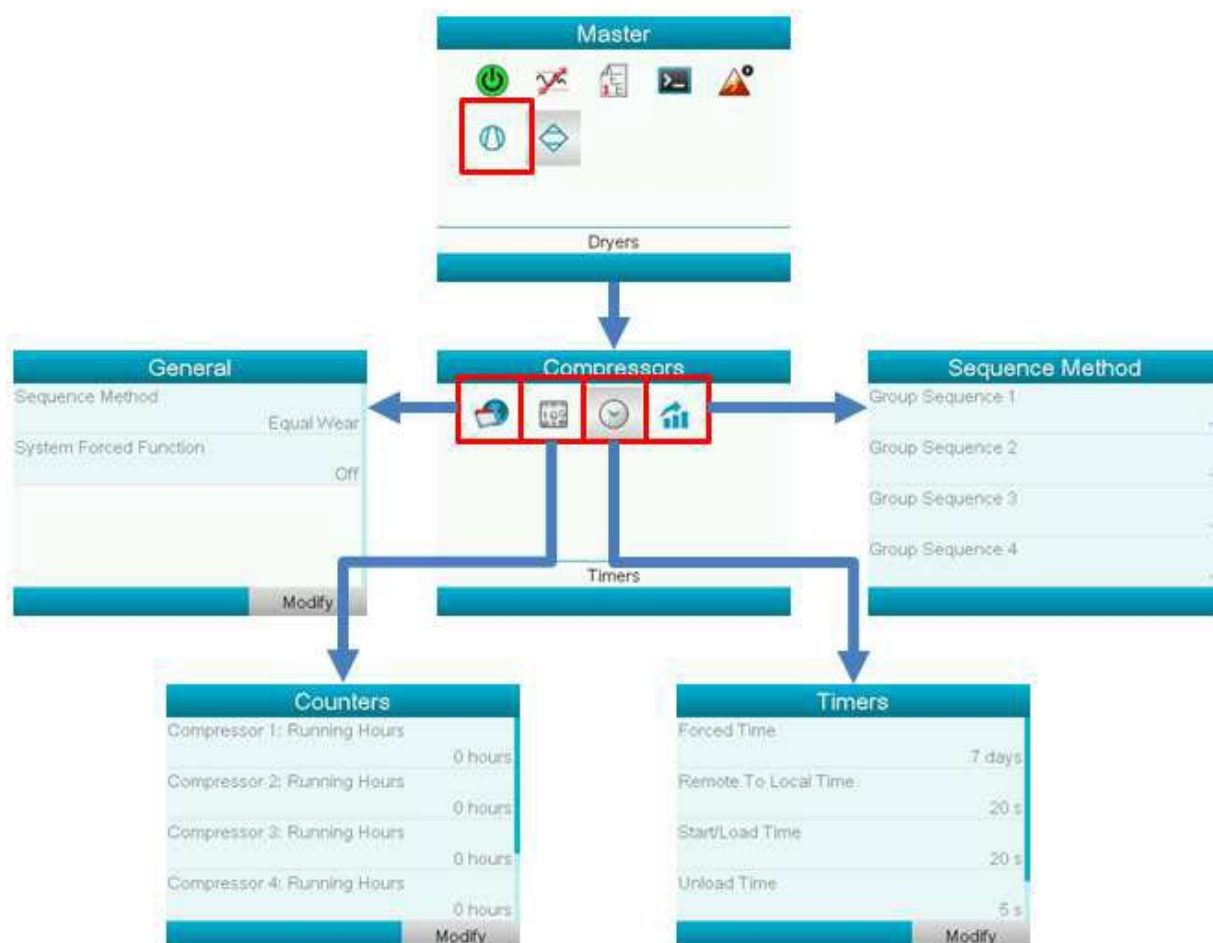 Master
Dryers
General
Sequence Method
Equal Wear
System Forced Function
Off
Modify
Compressors
Timers
Sequence Method
Group Sequence 1
-
Group Sequence 2
-
Group Sequence 3
-
Group Sequence 4
-
Counters
Compressor 1: Running Hours
0 hours
Compressor 2: Running Hours
0 hours
Compressor 3: Running Hours
0 hours
Compressor 4: Running Hours
0 hours
Modify
Timers
Forced Time
7 days
Remote To Local Time
20 s
Start/Load Time
20 s
Unload Time
5 s
Modify